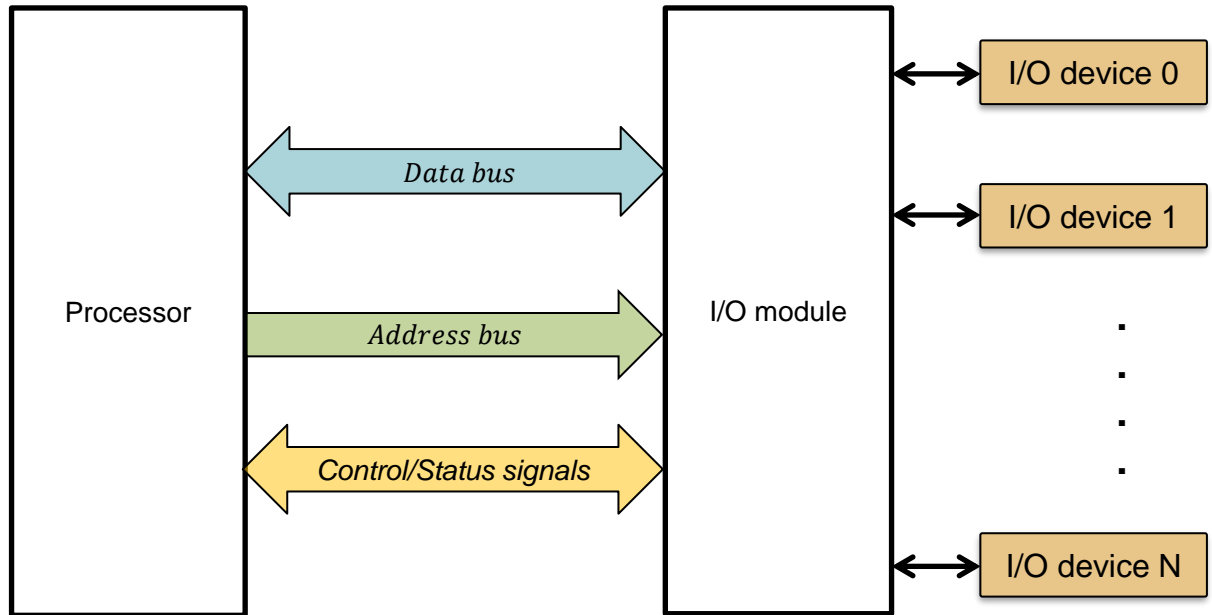 I/O device 0
Data bus
I/O device 1
Processor
I/O module
Address bus
Control/Status signals
I/O device N